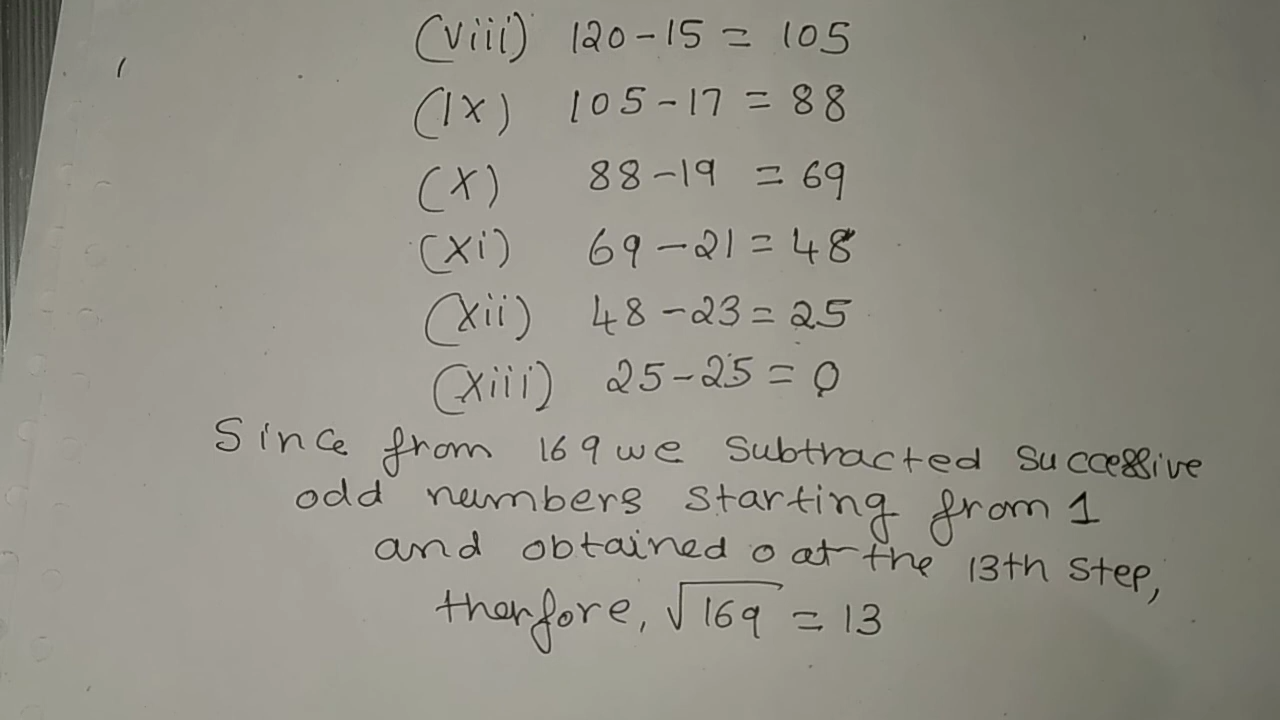 (viii) 120-15 = 105
(ix) 105-17 = 88
(x) 88-19 = 69
(xi) 69-21 = 48
(xii) 48-23 = 25
(xiii) 25-25 = 0
Since from 169 we subtracted successive
odd numbers starting from 1
and obtained 0 at the 13th step,
therfore, √169 = 13